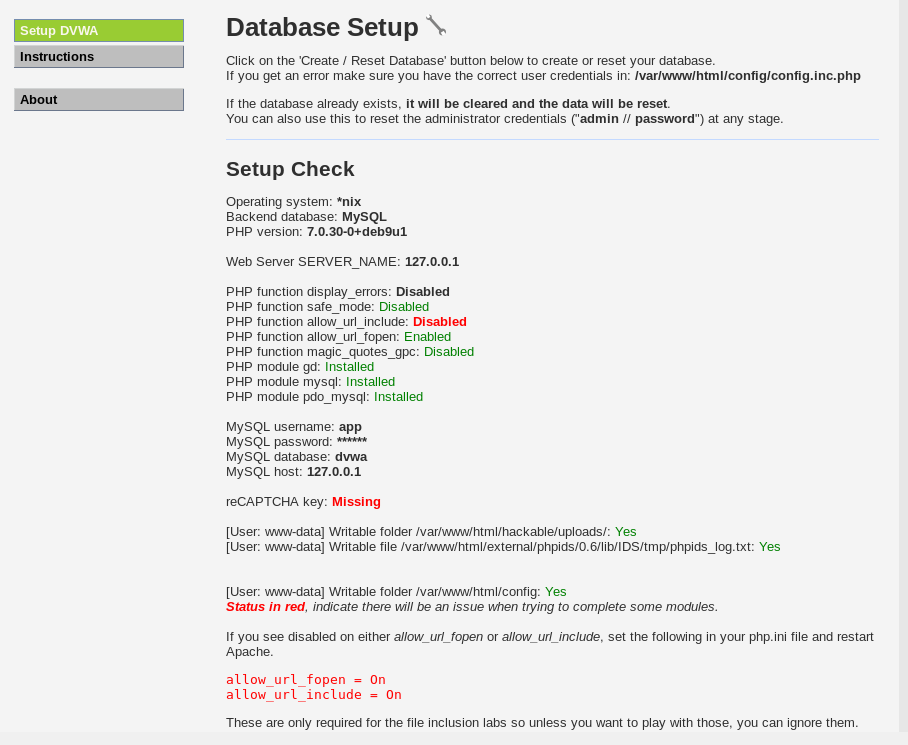 Setup DVWA
Instructions
About
Database Setup
Click on the 'Create / Reset Database' button below to create or reset your database.
If you get an error make sure you have the correct user credentials in: /var/www/html/config/config.inc.php
If the database already exists, it will be cleared and the data will be reset.
You can also use this to reset the administrator credentials ("admin // password") at any stage.
Setup Check
Operating system: *nix
Backend database: MySQL
PHP version: 7.0.30-0+deb9u1
Web Server SERVER_NAME: 127.0.0.1
PHP function display_errors: Disabled
PHP function safe_mode: Disabled
PHP function allow_url_include: Disabled
PHP function allow_url_fopen: Enabled
PHP function magic_quotes_gpc: Disabled
PHP module gd: Installed
PHP module mysql: Installed
PHP module pdo_mysql: Installed
MySQL username: app
MySQL password: ******
MySQL database: dvwa
MySQL host: 127.0.0.1
reCAPTCHA key: Missing
[User: www-data] Writable folder /var/www/html/hackable/uploads/: Yes
[User: www-data] Writable file /var/www/html/external/phpids/0.6/lib/IDS/tmp/phpids_log.txt: Yes
[User: www-data] Writable folder /var/www/html/config: Yes
Status in red, indicate there will be an issue when trying to complete some modules.
If you see disabled on either allow_url_fopen or allow_url_include, set the following in your php.ini file and restart
Apache.
allow_url_fopen = On
allow_url_include = On
These are only required for the file inclusion labs so unless you want to play with those, you can ignore them.